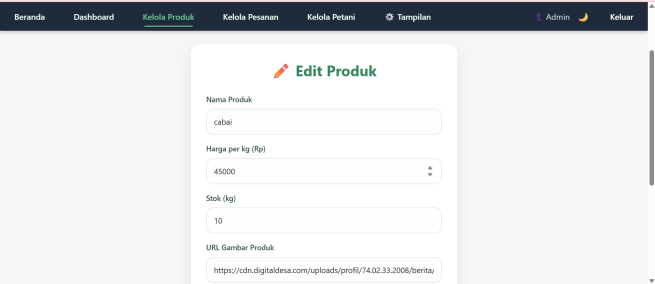 Beranda Dashboard Kelola Produk Kelola Pesanan Kelola Petani Tampilan Admin Keluar
Edit Produk
Nama Produk
cabai
Harga per kg (Rp)
45000
Stok (kg)
10
URL Gambar Produk
https://cdn.digitaldesa.com/uploads/profil/74.02.33.2008/berita/